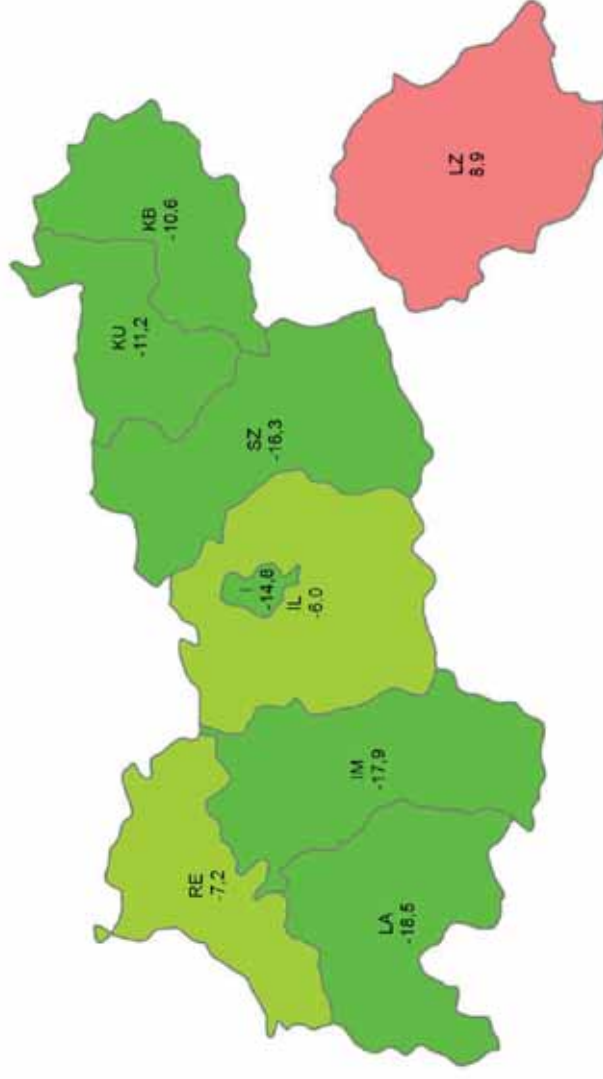 RE
-7,2
LA
-18,5
IM
-17,9
I
-14,8
IL
-6,0
SZ
-16,3
KU
-11,2
KB
-10,6
LZ
8,9